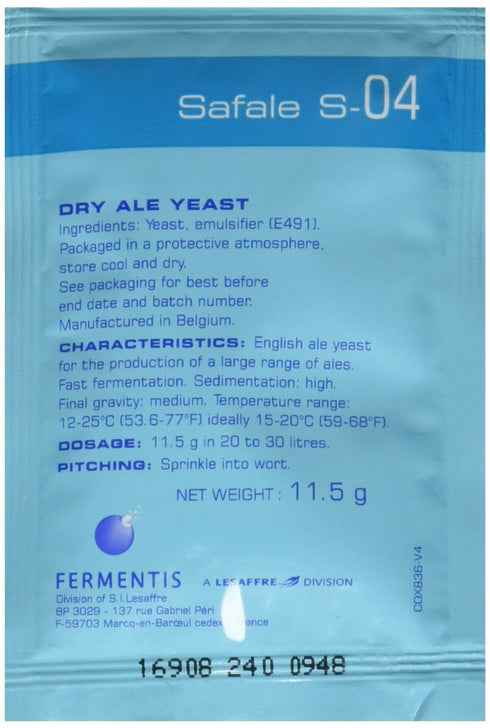 Safale S-04
DRY ALE YEAST
Ingredients: Yeast, emulsifier (E491).
Packaged in a protective atmosphere,
store cool and dry.
See packaging for best before
end date and batch number.
Manufactured in Belgium.
CHARACTERISTICS: English ale yeast
for the production of a large range of ales.
Fast fermentation. Sedimentation: high.
Final gravity: medium. Temperature range:
12-25°C (53.6-77°F) ideally 15-20°C (59-68°F).
DOSAGE: 11.5 g in 20 to 30 litres.
PITCHING: Sprinkle into wort.
NET WEIGHT: 11.5 g
FERMENTIS A LESAFFRE DIVISION
Division of S.I.Lesaffre
BP 3029 - 137 rue Gabriel Péri
F-59703 Marcq-en-Barœul cedex
CDX836-V4
16908 240 0948